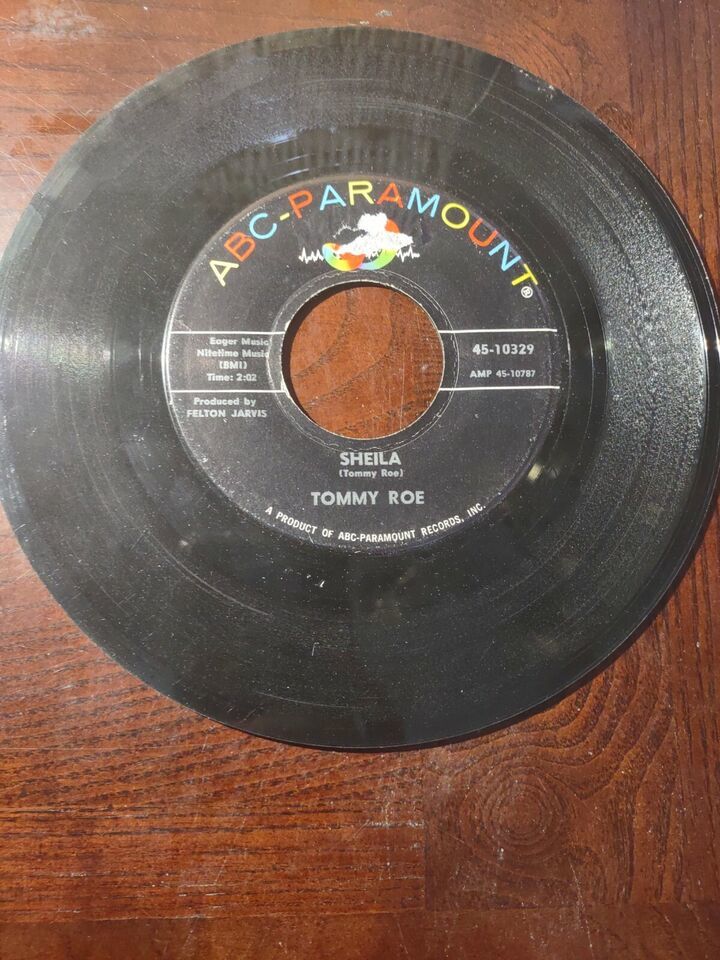 ABC-PARAMOUNT®
Eager Music
Nitetime Music
(BMI)
Time: 2:02
Produced by
FELTON JARVIS
45-10329
AMP 45-10787
SHEILA
(Tommy Roe)
TOMMY ROE
A PRODUCT OF ABC-PARAMOUNT RECORDS, INC.